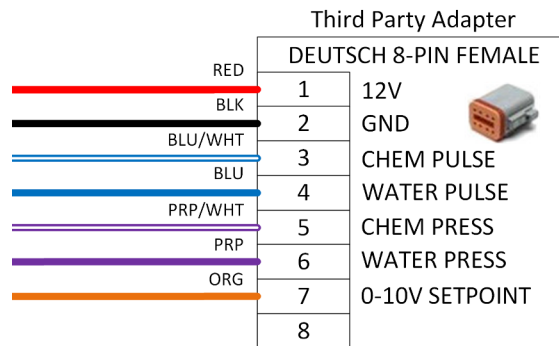 Third Party Adapter
DEUTSCH 8-PIN FEMALE
RED 1 12V
BLK 2 GND
BLU/WHT 3 CHEM PULSE
BLU 4 WATER PULSE
PRP/WHT 5 CHEM PRESS
PRP 6 WATER PRESS
ORG 7 0-10V SETPOINT
8